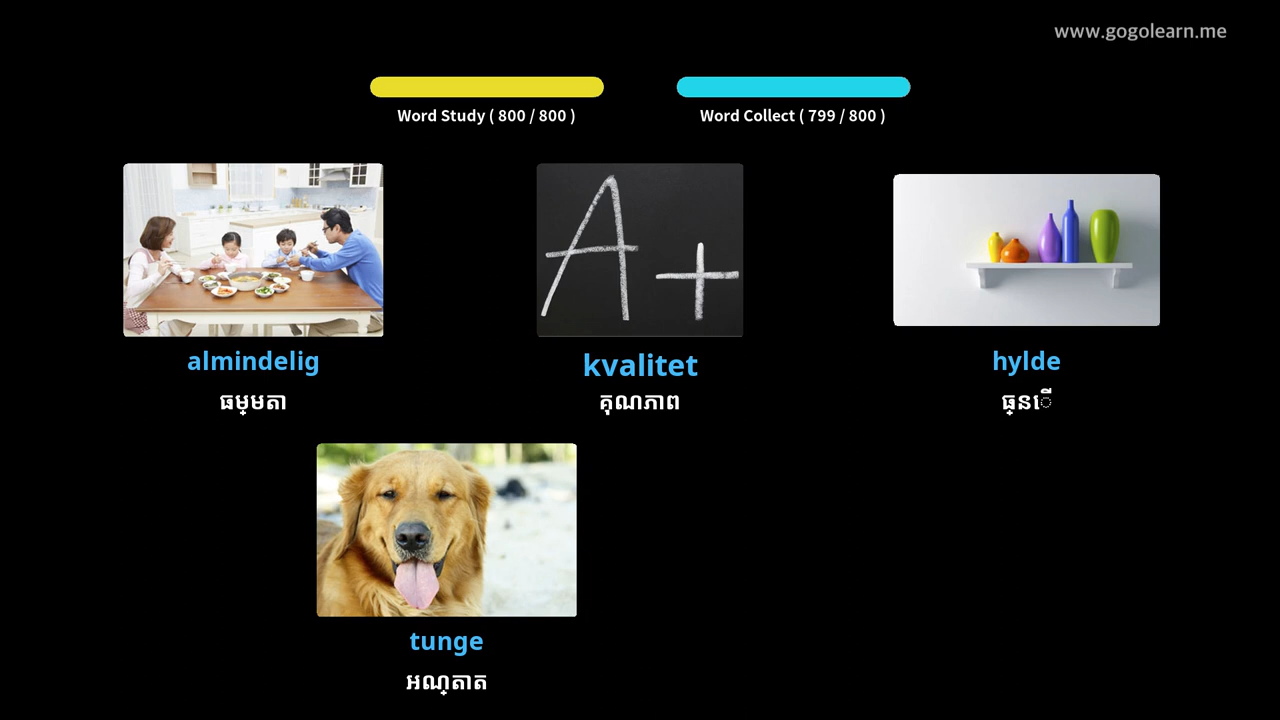 www.gogolearn.me
Word Study ( 800 / 800 )
Word Collect ( 799 / 800 )
A+
almindelig
kvalitet
hylde
ធម្មតា
គុណភាព
ធ្នើ
tunge
អណ្តាត